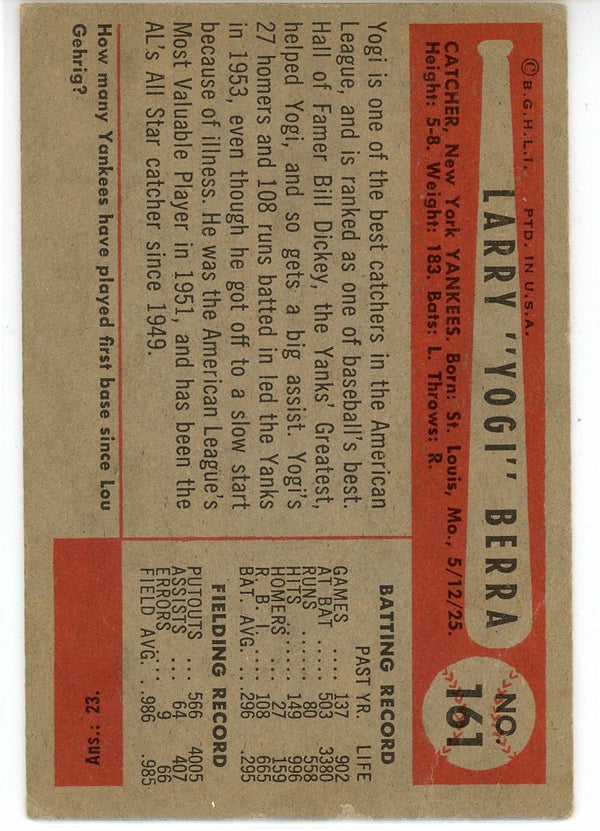 © B.G.H.L.I. PTD. IN U.S.A.
LARRY "YOGI" BERRA
NO. 161
CATCHER, New York YANKEES. Born: St. Louis, Mo., 5/12/25.
Height: 5-8. Weight: 183. Bats: L. Throws: R.
Yogi is one of the best catchers in the American
League, and is ranked as one of baseball's best.
Hall of Famer Bill Dickey, the Yanks' Greatest,
helped Yogi, and so gets a big assist. Yogi's
27 homers and 108 runs batted in led the Yanks
in 1953, even though he got off to a slow start
because of illness. He was the American League's
Most Valuable Player in 1951, and has been the
AL's All Star catcher since 1949.
BATTING RECORD
PAST YR. LIFE
GAMES 137 902
AT BAT ..... 503 3380
RUNS ..... 80 558
HITS ..... 149 996
HOMERS .... 27 159
R. B. I. .... 108 665
BAT. AVG. .. .296 .295
FIELDING RECORD
PUTOUTS ... 566 4005
ASSISTS ... 64 407
ERRORS .... 9 66
FIELD AVG. .. .986 .985
How many Yankees have played first base since Lou
Gehrig?
Ans.: 23.